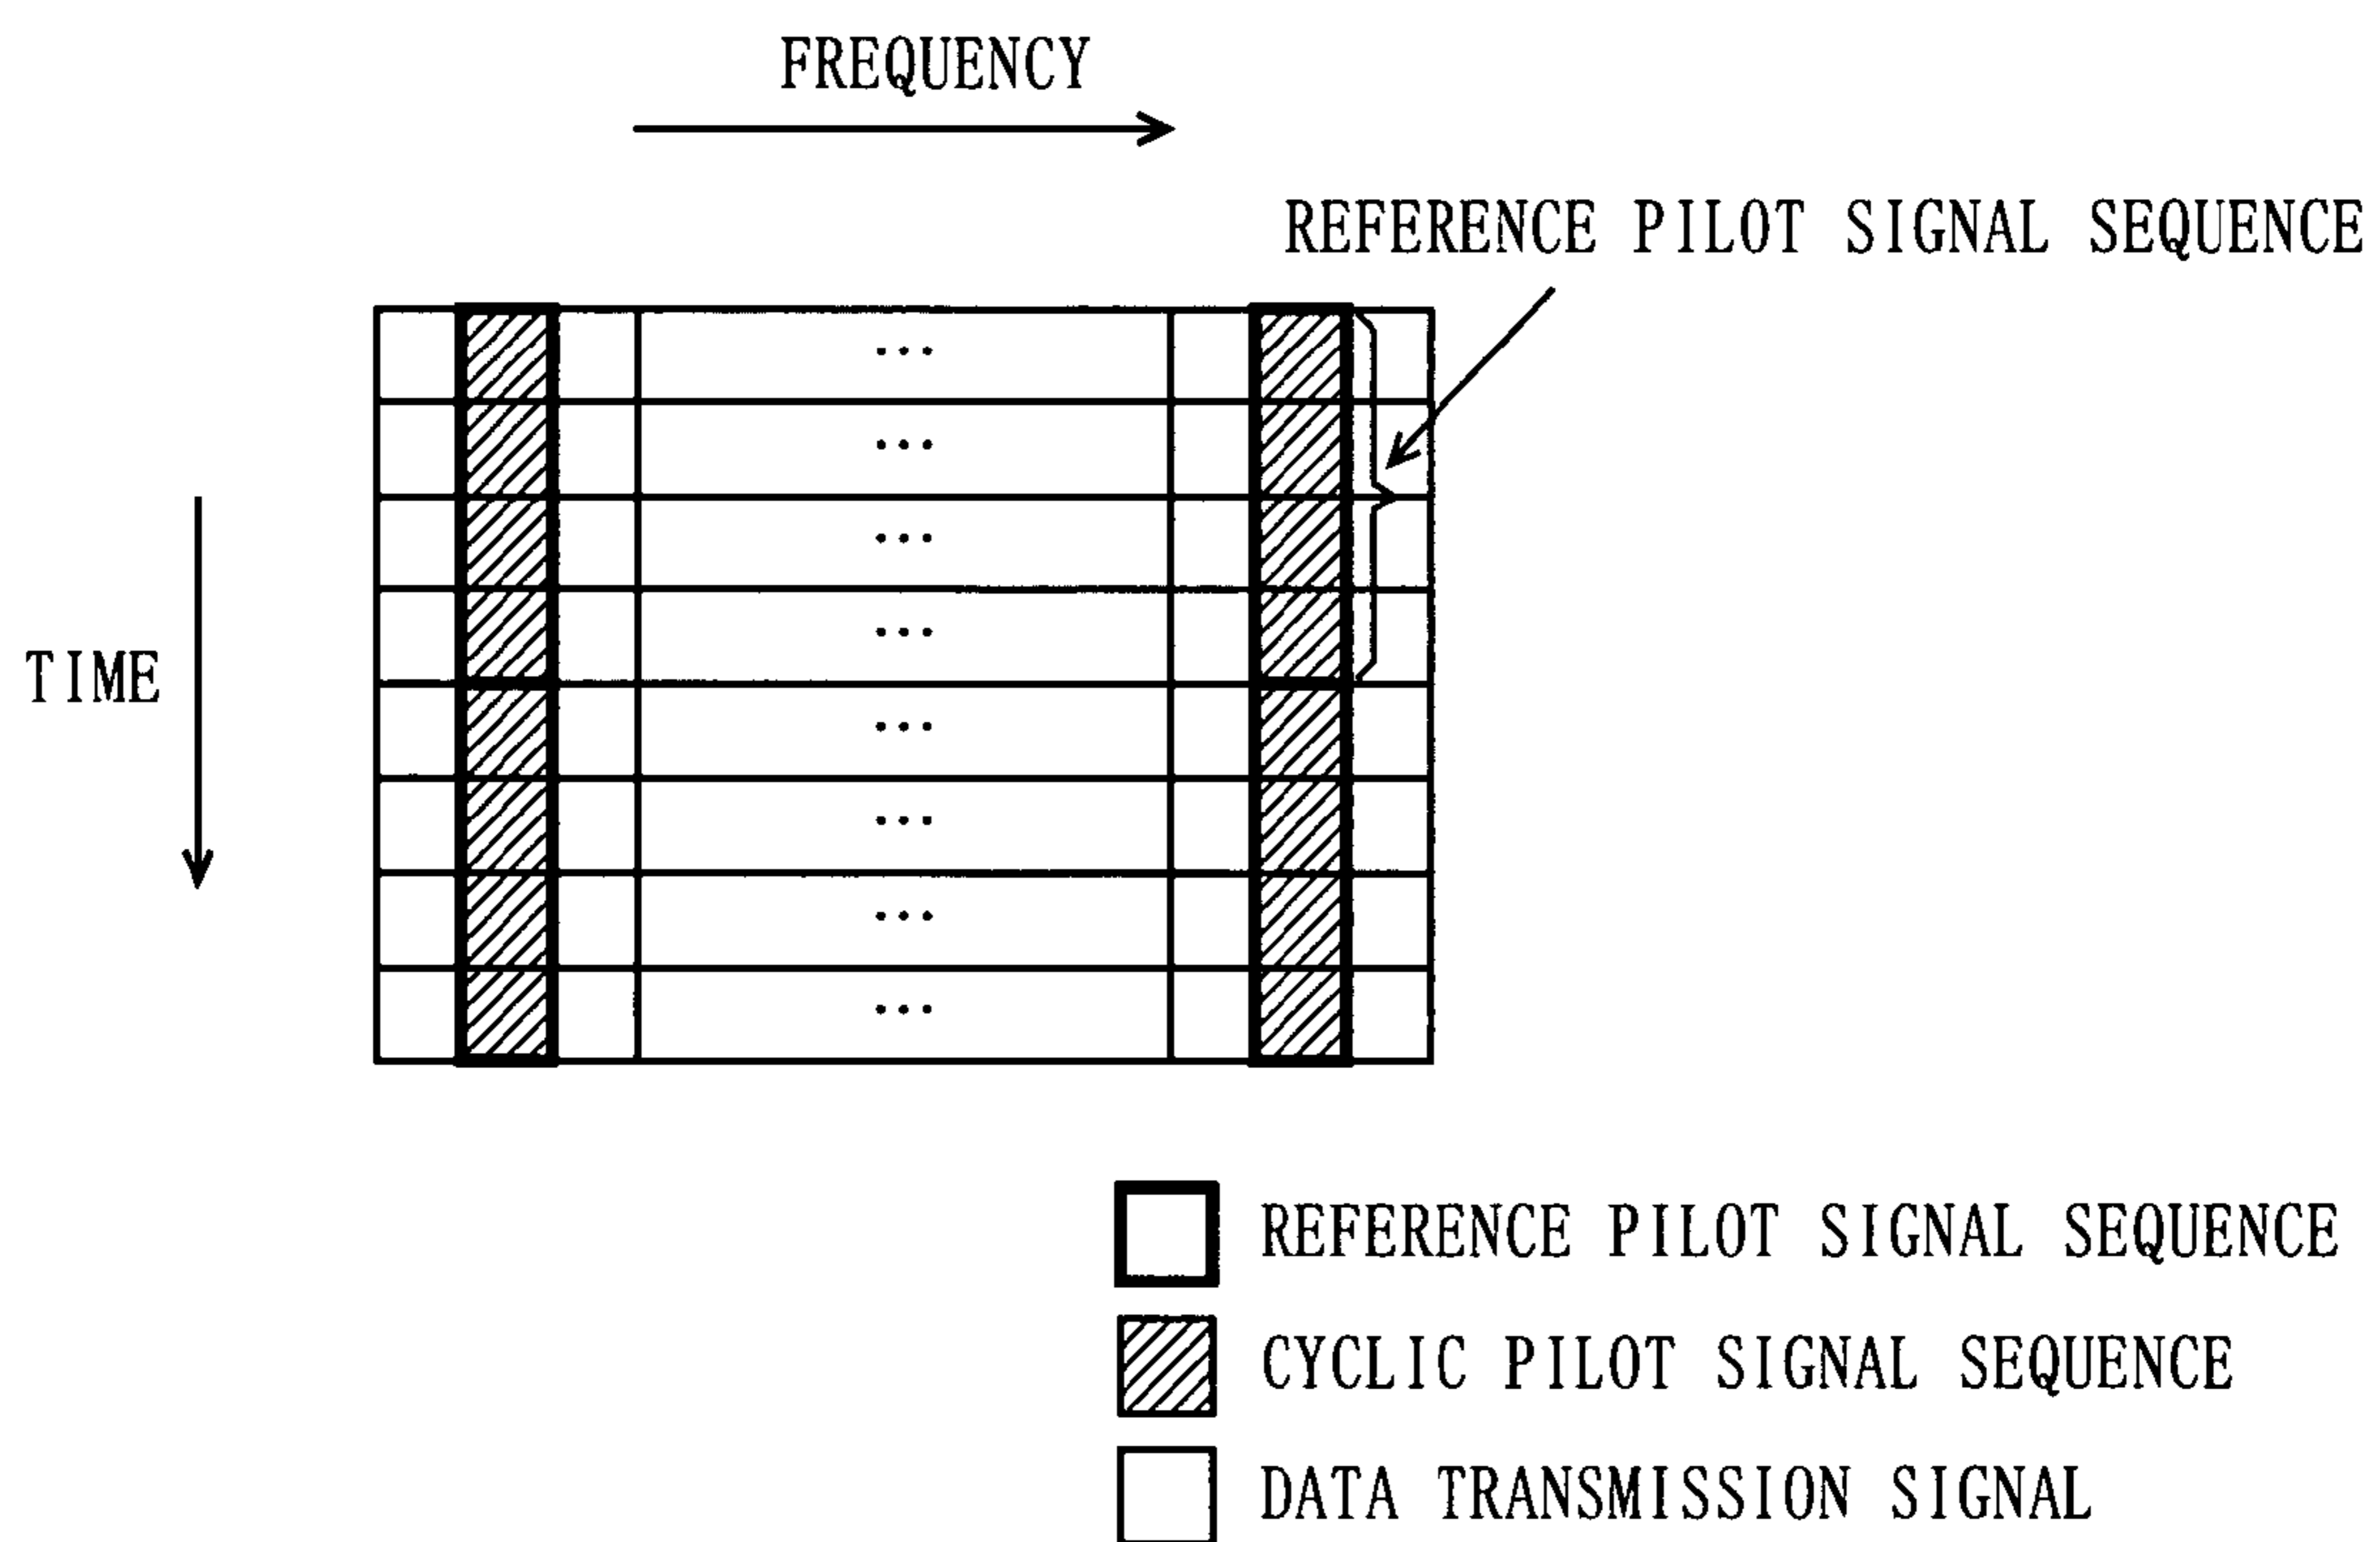 FREQUENCY
REFERENCE PILOT SIGNAL SEQUENCE
...
...
...
...
TIME
...
...
...
...
REFERENCE PILOT SIGNAL SEQUENCE
CYCLIC PILOT SIGNAL SEQUENCE
DATA TRANSMISSION SIGNAL